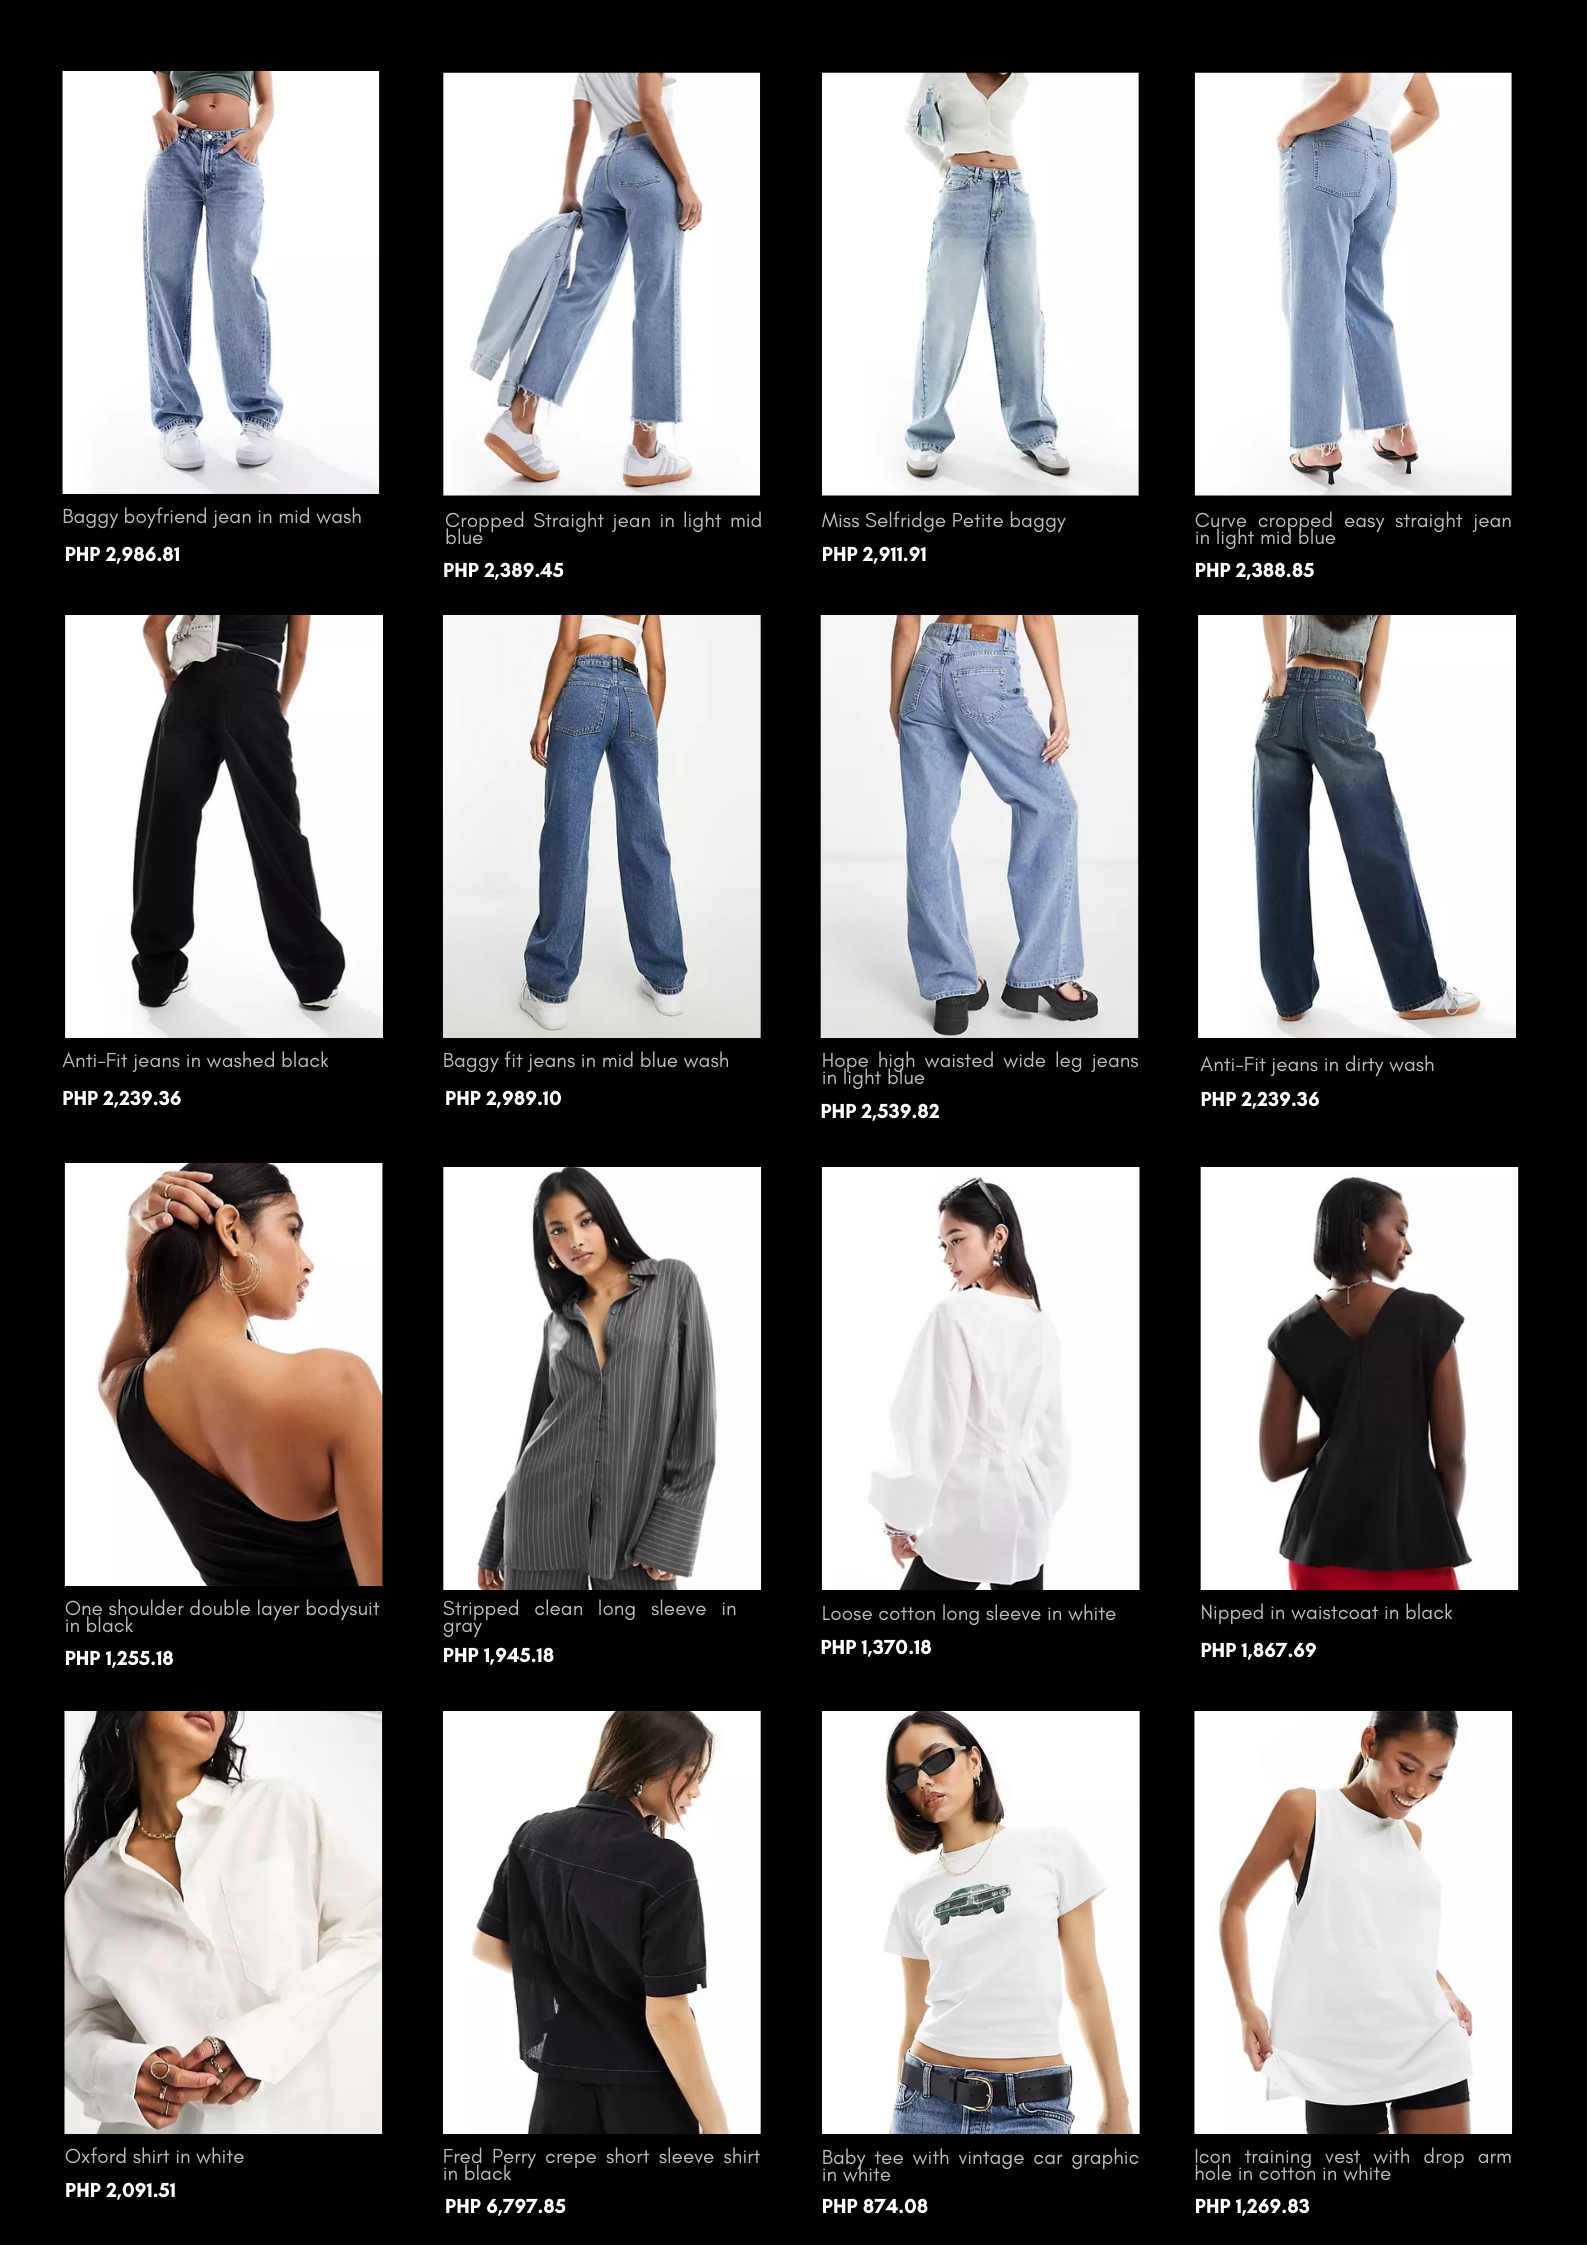 Baggy boyfriend jean in mid wash
PHP 2,986.81
Cropped Straight jean in light mid
blue
PHP 2,389.45
Miss Selfridge Petite baggy
PHP 2,911.91
Curve cropped easy straight jean
in light mid blue
PHP 2,388.85
Anti-Fit jeans in washed black
PHP 2,239.36
Baggy fit jeans in mid blue wash
PHP 2,989.10
Hope high waisted wide leg jeans
in light blue
PHP 2,539.82
Anti-Fit jeans in dirty wash
PHP 2,239.36
One shoulder double layer bodysuit
in black
PHP 1,255.18
Stripped clean long sleeve in
gray
PHP 1,945.18
Loose cotton long sleeve in white
PHP 1,370.18
Nipped in waistcoat in black
PHP 1,867.69
Oxford shirt in white
PHP 2,091.51
Fred Perry crepe short sleeve shirt
in black
PHP 6,797.85
Baby tee with vintage car graphic
in white
PHP 874.08
Icon training vest with drop arm
hole in cotton in white
PHP 1,269.83